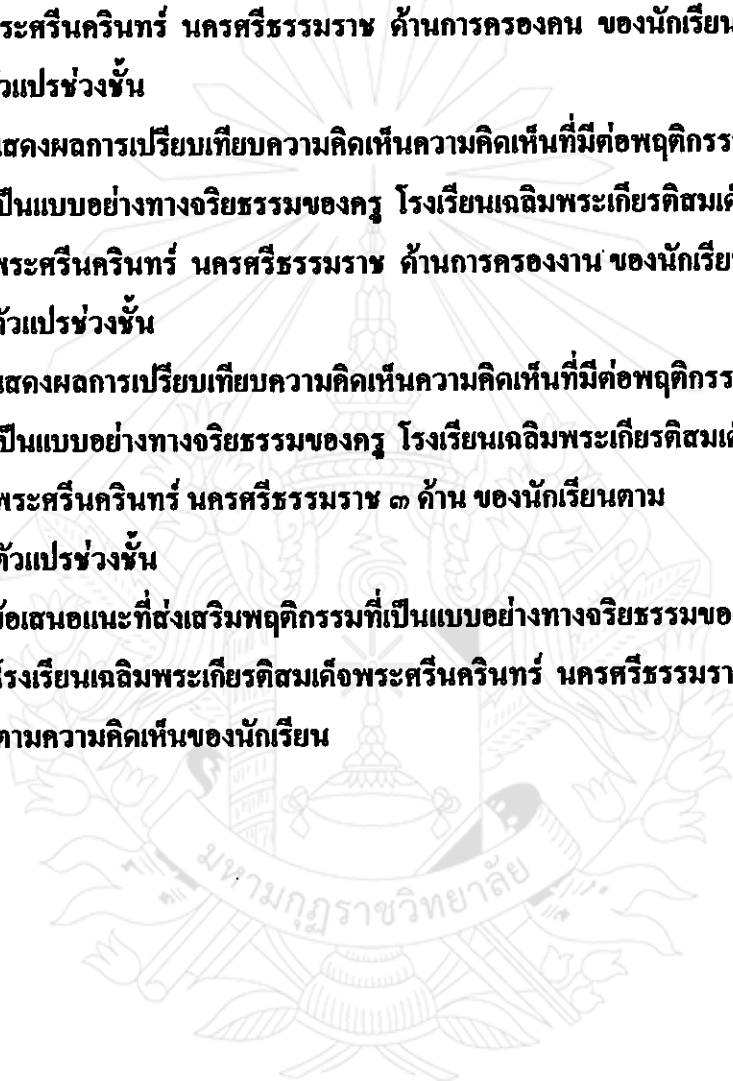 ระศรีนครินทร์ นครศรีธรรมราช ด้านการครองคน ของนักเรียน
ัวแปรช่วงชั้น
แสดงผลการเปรียบเทียบความคิดเห็นความคิดเห็นที่มีต่อพฤติกรร
ป็นแบบอย่างทางจริยธรรมของครู โรงเรียนเฉลิมพระเกียรติสมเด็
พระศรีนครินทร์ นครศรีธรรมราช ด้านการครองงาน ของนักเรีย
ตัวแปรช่วงชั้น
แสดงผลการเปรียบเทียบความคิดเห็นความคิดเห็นที่มีต่อพฤติกรร
เป็นแบบอย่างทางจริยธรรมของครู โรงเรียนเฉลิมพระเกียรติสมเด็
พระศรีนครินทร์ นครศรีธรรมราช ๓ ด้าน ของนักเรียนตาม
ตัวแปรช่วงชั้น
ข้อเสนอแนะที่ส่งเสริมพฤติกรรมที่เป็นแบบอย่างทางจริยธรรมขอ
โรงเรียนเฉลิมพระเกียรติสมเด็จพระศรีนครินทร์ นครศรีธรรมรา
ตามความคิดเห็นของนักเรียน
มหามกุฏราชวิทยาลัย